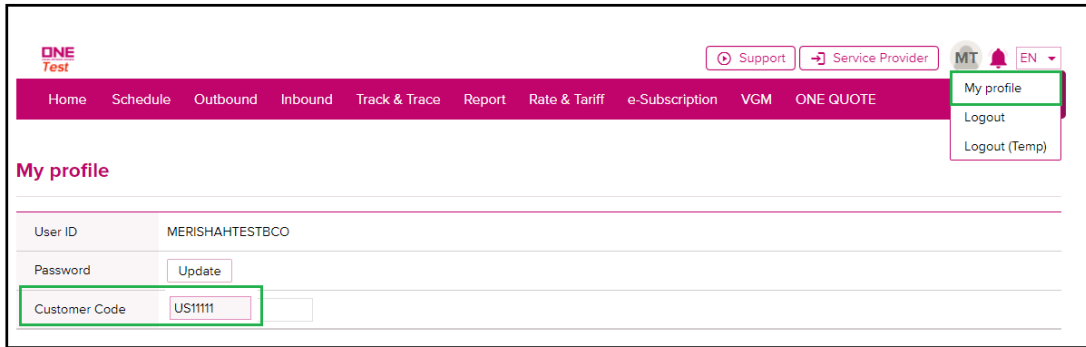 ONE
Test
Support
Service Provider
MT
EN
Home Schedule Outbound Inbound Track & Trace Report Rate & Tariff e-Subscription VGM ONE QUOTE
My profile
Logout
Logout (Temp)
My profile
User ID MERISHAHTESTBCO
Password Update
Customer Code US11111